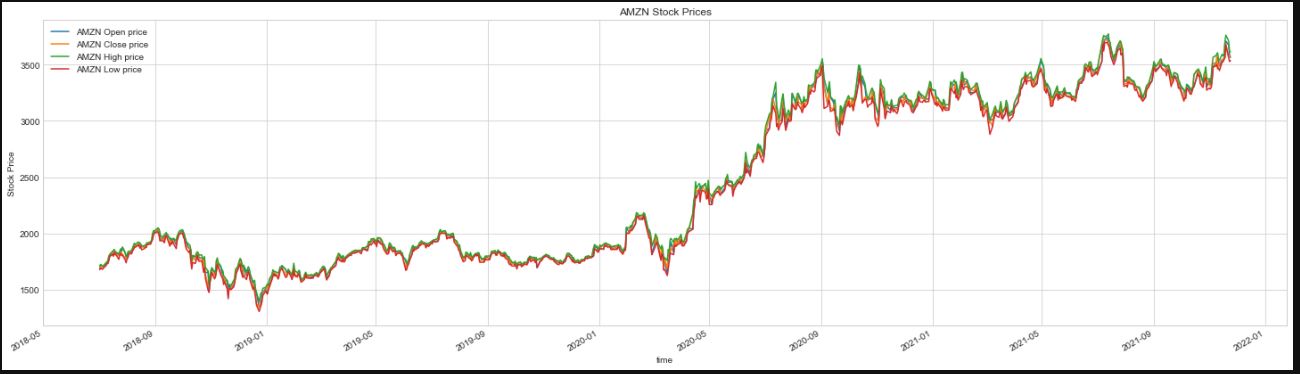 AMZN Stock Prices
AMZN Open price
AMZN Close price
AMZN High price
AMZN Low price
Stock Price
3500
3000
2500
2000
1500
2018-05
2018-09
2019-01
2019-05
2019-09
2020-01
2020-05
2020-09
2021-01
2021-05
2021-09
2022-01
time